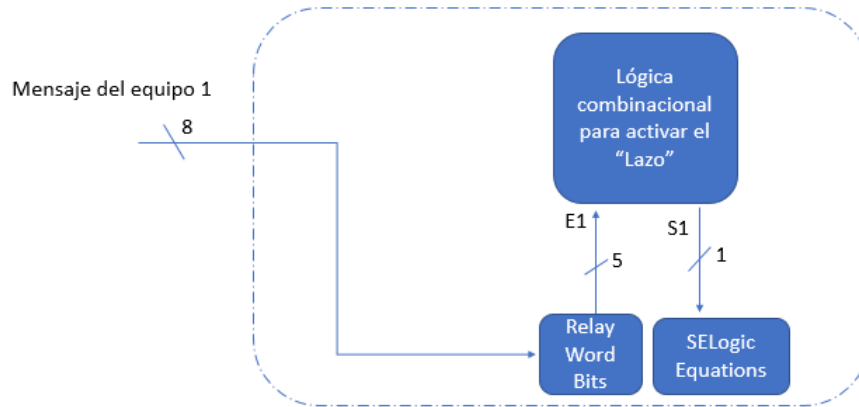 Mensaje del equipo 1
8
Lógica
combinacional
para activar el
“Lazo”
E1
S1
5
1
Relay
Word
Bits
SELogic
Equations